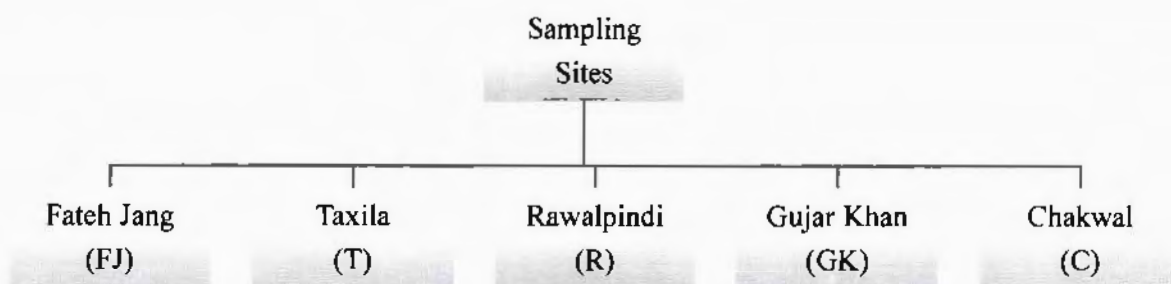 Sampling
Sites
Fateh Jang
(FJ)
Taxila
(T)
Rawalpindi
(R)
Gujar Khan
(GK)
Chakwal
(C)